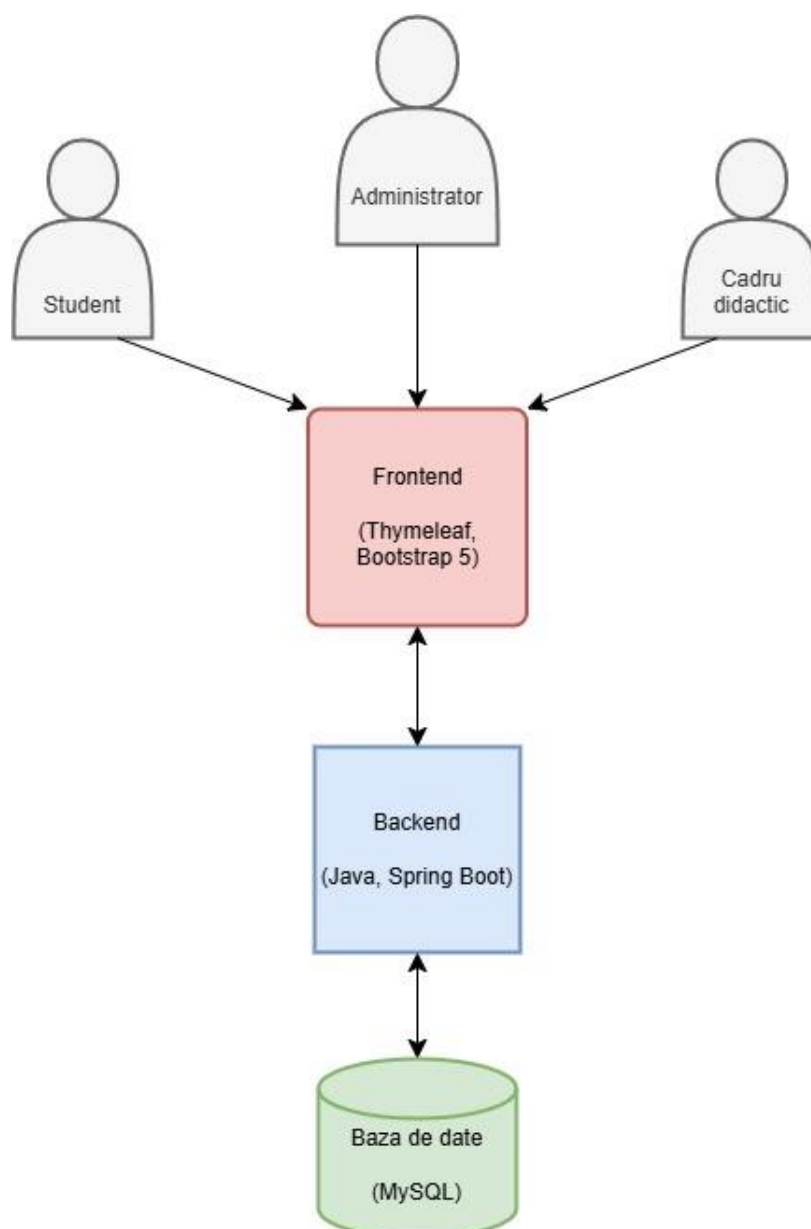 Administrator
Student
Cadru
didactic
Frontend
(Thymeleaf,
Bootstrap 5)
Backend
(Java, Spring Boot)
Baza de date
(MySQL)